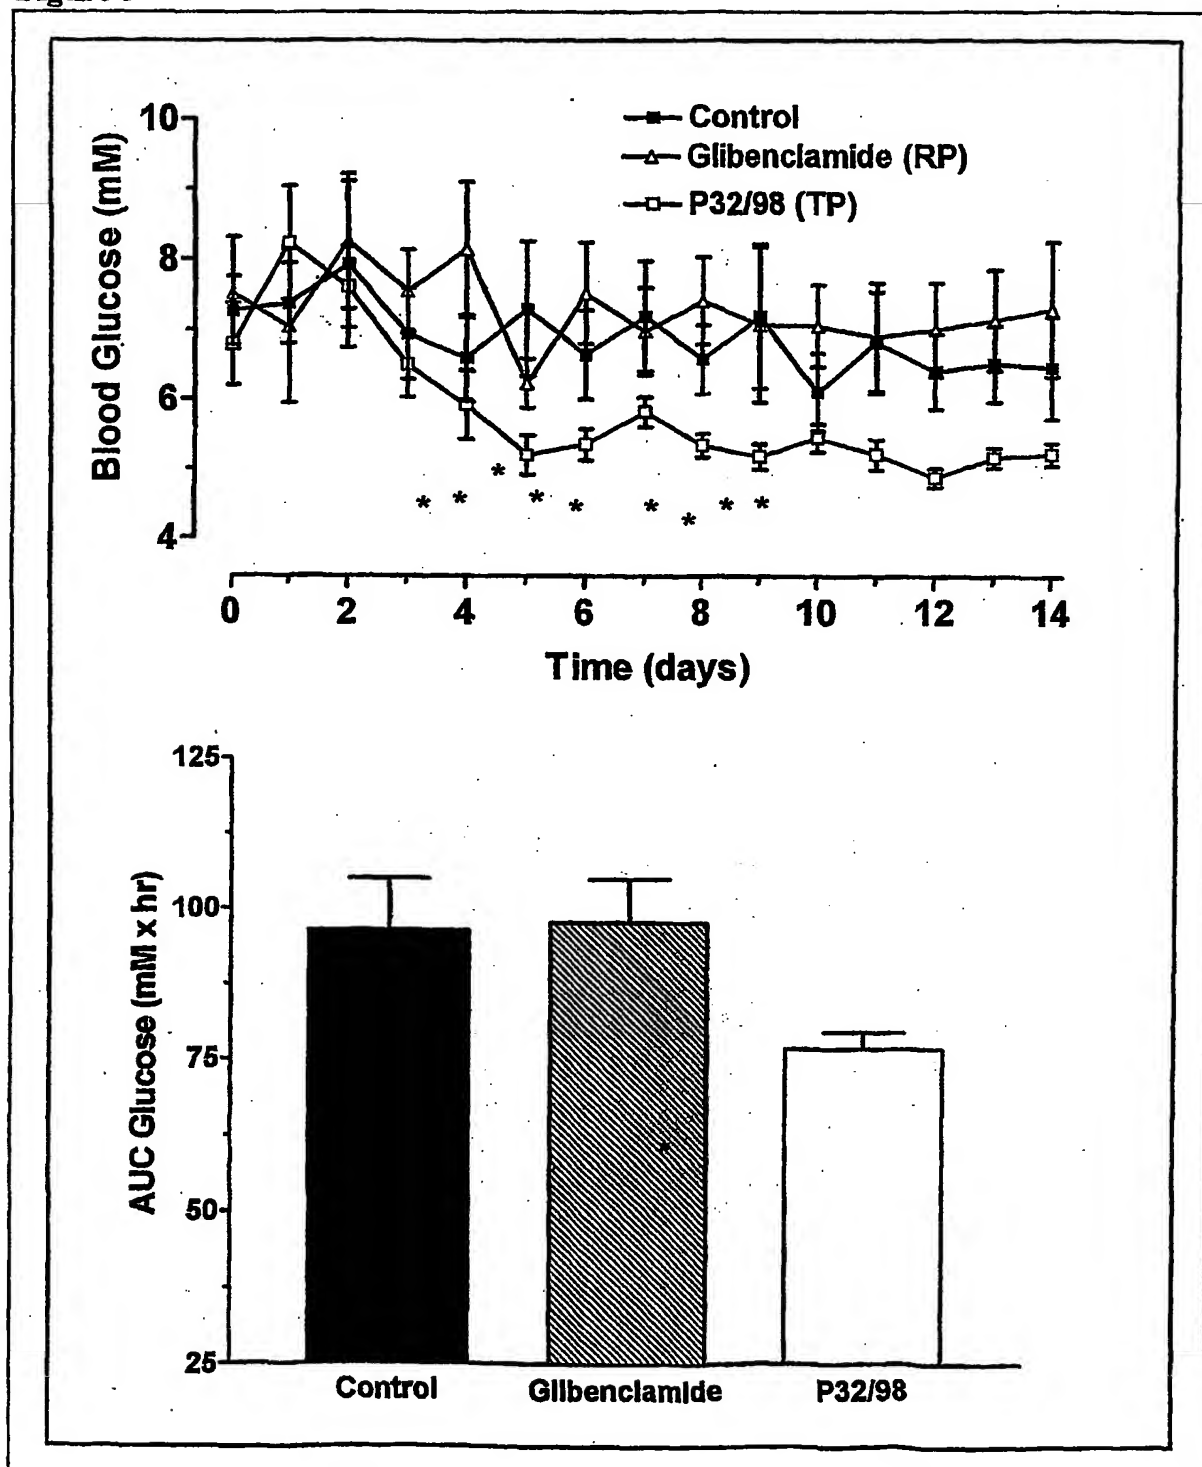 10
8
6
4
Blood Glucose (mM)
Control
Glibenclamide (RP)
P32/98 (TP)
* * * * * * * * *
0 2 4 6 8 10 12 14
Time (days)
125
100
75
50
25
AUC Glucose (mM x hr)
Control Glibenclamide P32/98